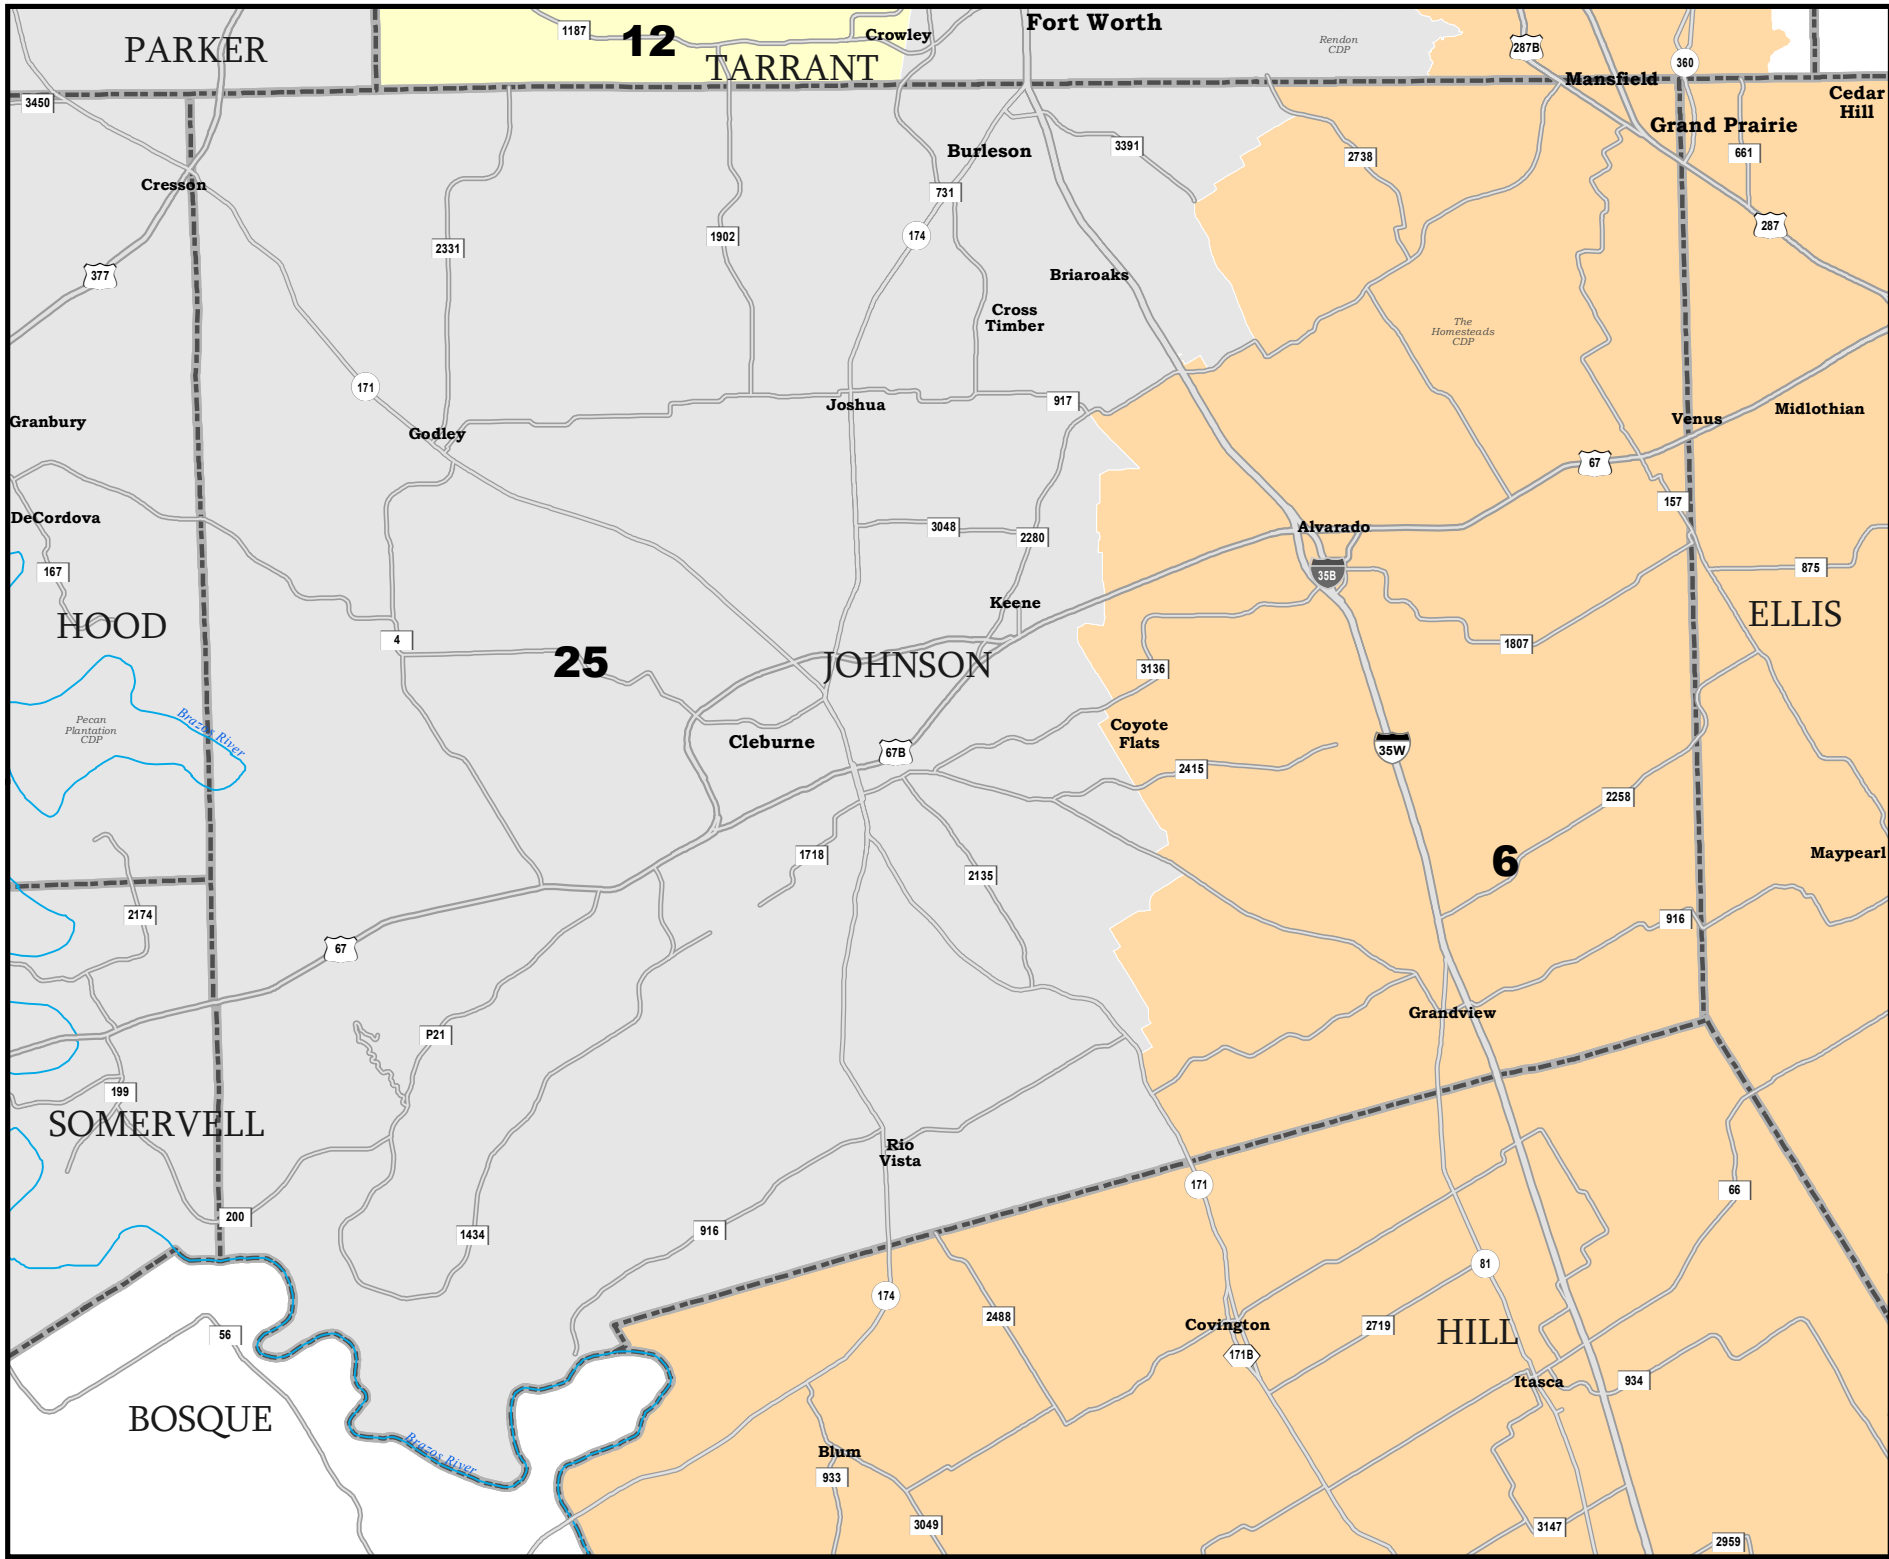 Fort Worth
1187
12
Crowley
Rendon
CDP
287B
PARKER
TARRANT
360
Mansfield
3450
Cedar
Hill
Grand Prairie
3391
Burleson
2738
661
Cresson
731
174
1902
2331
287
377
Briaroaks
Cross
Timber
The
Homesteads
CDP
171
917
Joshua
Midlothian
Venus
Granbury
Godley
67
157
DeCordova
3048
Alvarado
2280
167
35B
875
Keene
HOOD
ELLIS
4
1807
25
JOHNSON
3136
Pecan
Plantation
CDP
Brazos River
Coyote
Flats
Cleburne
67B
35W
2415
2258
1718
6
Maypearl
2135
2174
916
67
Grandview
P21
199
SOMERVELL
Rio
Vista
171
66
200
916
1434
81
174
2488
Covington
2719
HILL
56
171B
Itasca
934
BOSQUE
Brazos River
Blum
933
3049
3147
2959